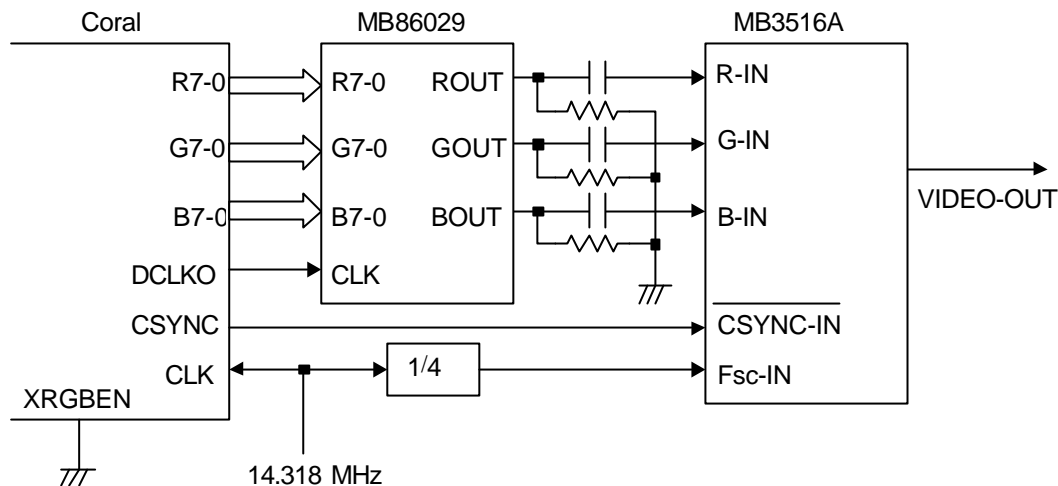 Coral
MB86029
MB3516A
R7-0
R7-0
ROUT
R-IN
G7-0
G7-0
GOUT
G-IN
B7-0
B7-0
BOUT
B-IN
VIDEO-OUT
DCLKO
CLK
CSYNC
CSYNC-IN
CLK
1/4
Fsc-IN
XRGBEN
14.318 MHz